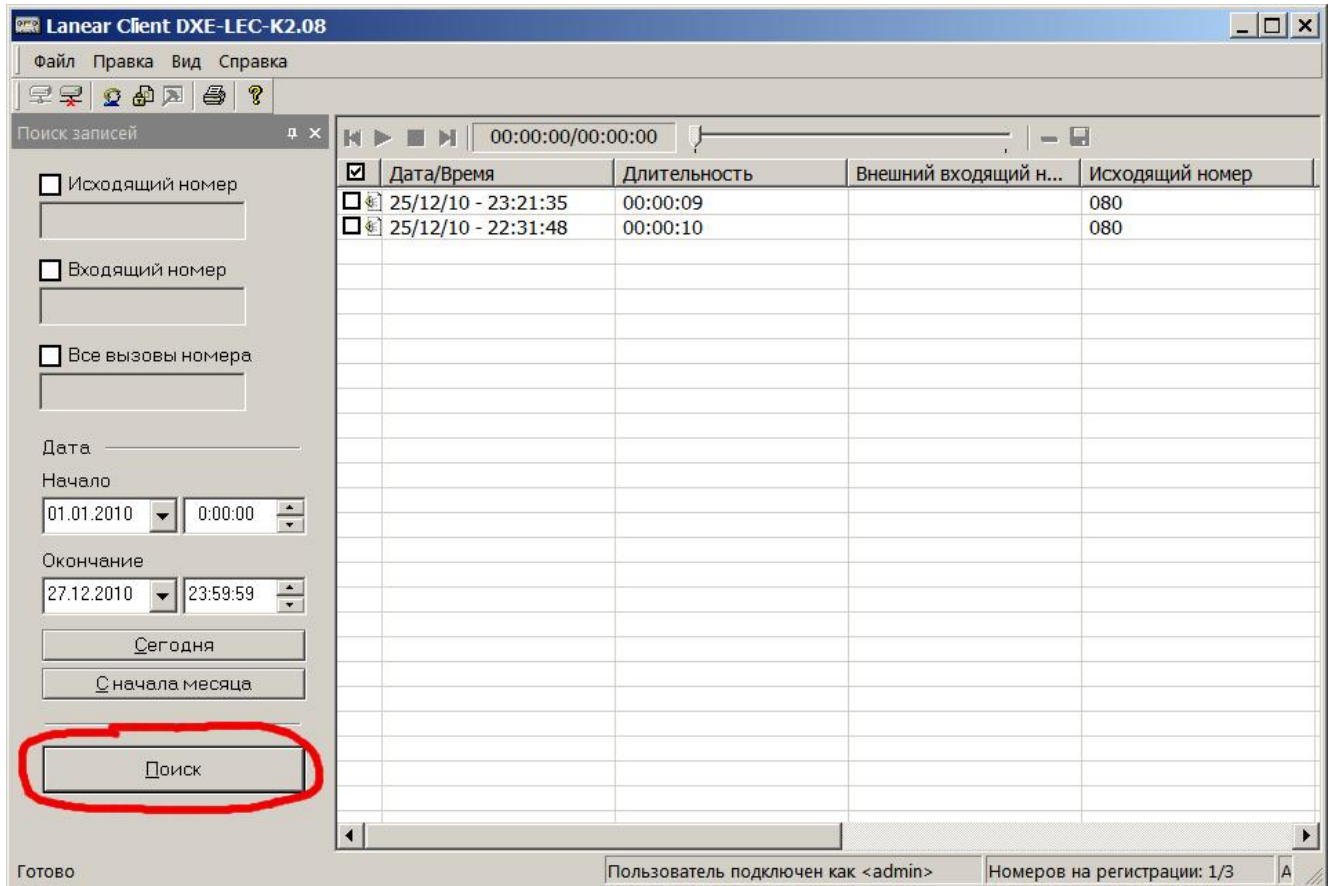 Lanear Client DXE-LEC-K2.08
Файл Правка Вид Справка
Поиск записей
00:00:00/00:00:00
Дата/Время Длительность Внешний входящий н... Исходящий номер
25/12/10 - 23:21:35 00:00:09 080
25/12/10 - 22:31:48 00:00:10 080
Исходящий номер
Входящий номер
Все вызовы номера
Дата
Начало
01.01.2010 0:00:00
Окончание
27.12.2010 23:59:59
Сегодня
С начала месяца
Поиск
Готово Пользователь подключен как <admin> Номеров на регистрации: 1/3 A